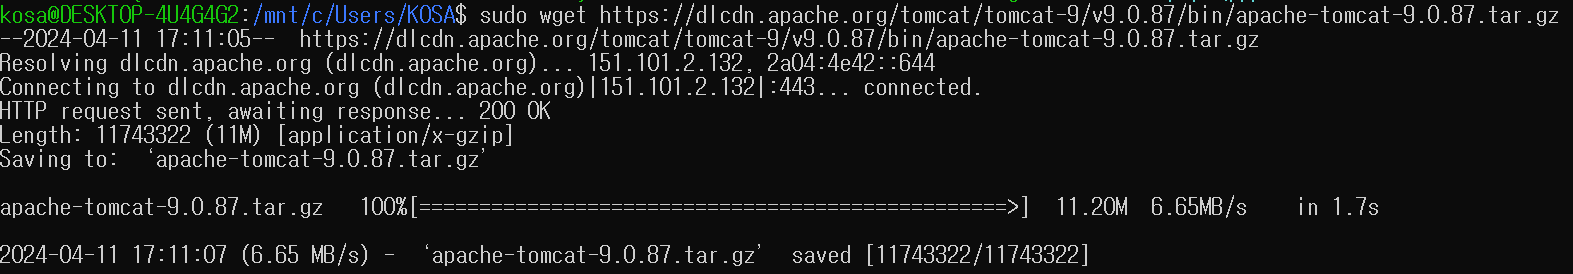 kosa@DESKTOP-4U4G4G2:/mnt/c/Users/KOSA$ sudo wget https://dlcdn.apache.org/tomcat/tomcat-9/v9.0.87/bin/apache-tomcat-9.0.87.tar.gz
--2024-04-11 17:11:05--  https://dlcdn.apache.org/tomcat/tomcat-9/v9.0.87/bin/apache-tomcat-9.0.87.tar.gz
Resolving dlcdn.apache.org (dlcdn.apache.org)... 151.101.2.132, 2a04:4e42::644
Connecting to dlcdn.apache.org (dlcdn.apache.org)|151.101.2.132|:443... connected.
HTTP request sent, awaiting response... 200 OK
Length: 11743322 (11M) [application/x-gzip]
Saving to: ‘apache-tomcat-9.0.87.tar.gz’
apache-tomcat-9.0.87.tar.gz   100%[=================================================>]  11.20M  6.65MB/s    in 1.7s
2024-04-11 17:11:07 (6.65 MB/s) - ‘apache-tomcat-9.0.87.tar.gz’ saved [11743322/11743322]